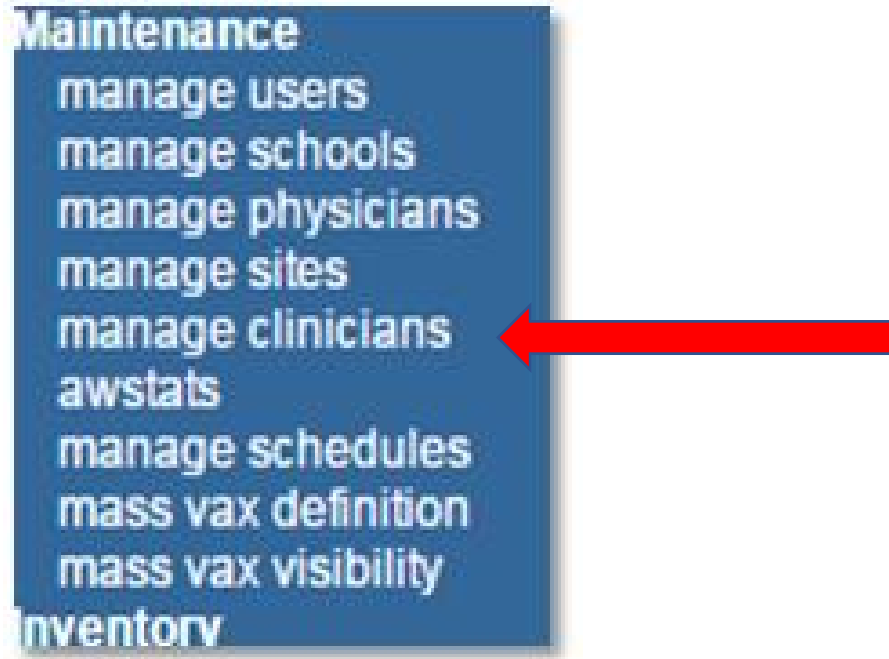 Maintenance
manage users
manage schools
manage physicians
manage sites
manage clinicians
awstats
manage schedules
mass vax definition
mass vax visibility
Inventory